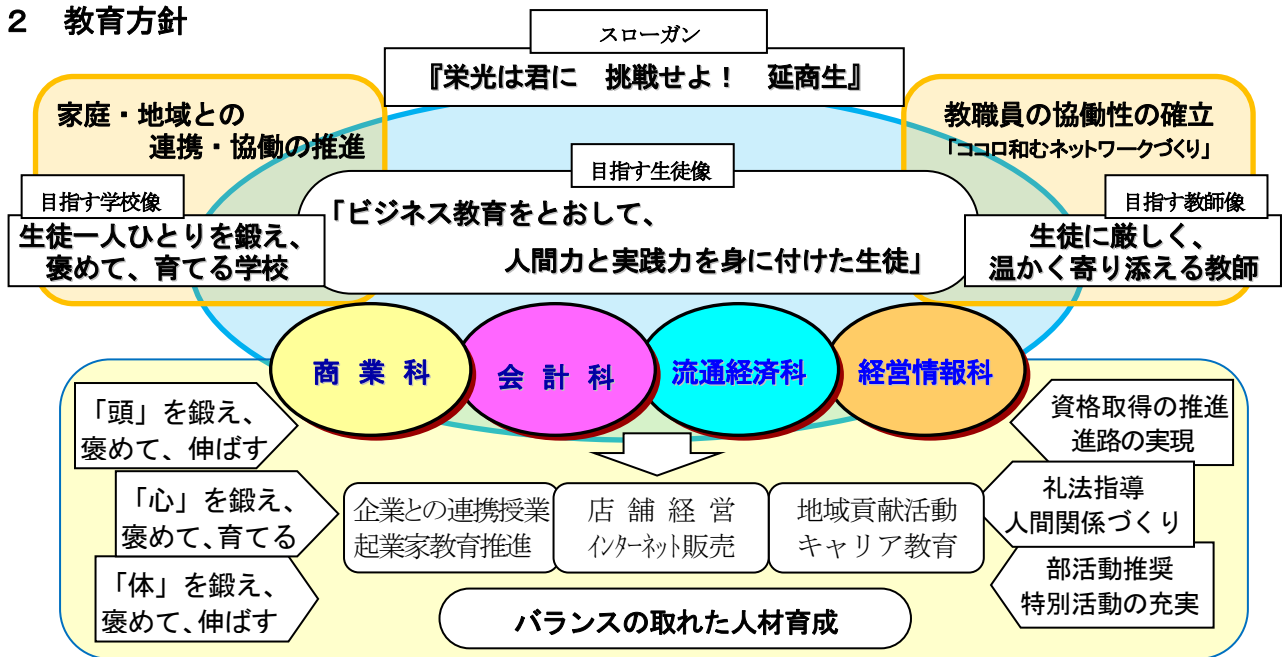 ２　教育方針
スローガン
『栄光は君に　挑戦せよ！　延商生』
家庭・地域との
連携・協働の推進
教職員の協働性の確立
「ココロ和むネットワークづくり」
目指す学校像
生徒一人ひとりを鍛え、
褒めて、育てる学校
目指す生徒像
「ビジネス教育をとおして、
人間力と実践力を身に付けた生徒」
目指す教師像
生徒に厳しく、
温かく寄り添える教師
商 業 科
会 計 科
流通経済科
経営情報科
「頭」を鍛え、
褒めて、伸ばす
「心」を鍛え、
褒めて、育てる
「体」を鍛え、
褒めて、伸ばす
企業との連携授業
起業家教育推進
店 舗 経 営
インターネット販売
地域貢献活動
キャリア教育
資格取得の推進
進路の実現
礼法指導
人間関係づくり
部活動推奨
特別活動の充実
バランスの取れた人材育成